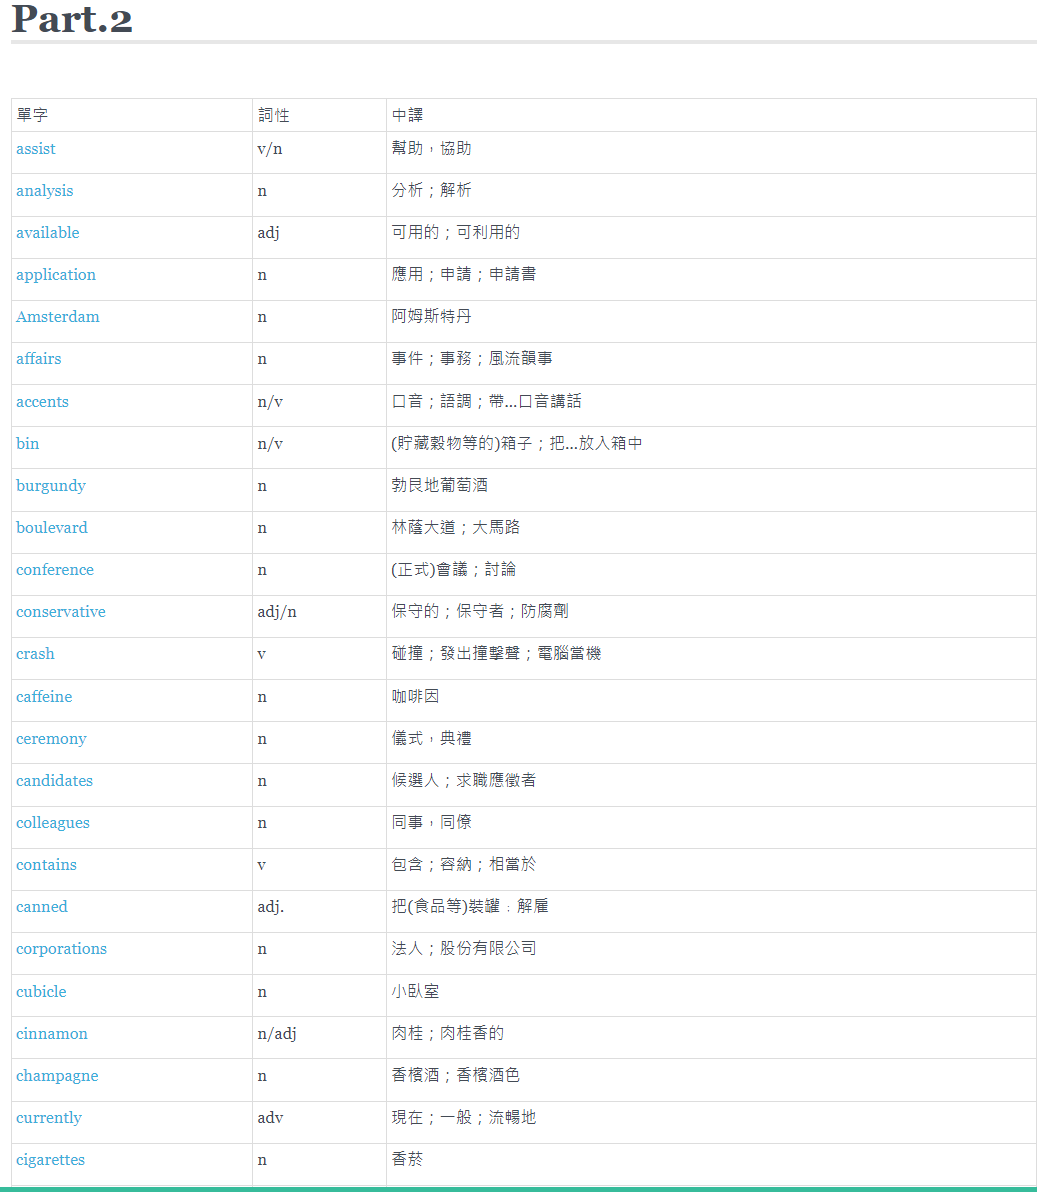 Part.2
單字 詞性 中譯
assist v/n 幫助，協助
analysis n 分析；解析
available adj 可用的；可利用的
application n 應用；申請；申請書
Amsterdam n 阿姆斯特丹
affairs n 事件；事務；風流韻事
accents n/v 口音；語調；帶...口音講話
bin n/v (貯藏穀物等的)箱子；把...放入箱中
burgundy n 勃艮地葡萄酒
boulevard n 林蔭大道；大馬路
conference n (正式)會議；討論
conservative adj/n 保守的；保守者；防腐劑
crash v 碰撞；發出撞擊聲；電腦當機
caffeine n 咖啡因
ceremony n 儀式，典禮
candidates n 候選人；求職應徵者
colleagues n 同事，同僚
contains v 包含；容納；相當於
canned adj. 把(食品等)裝罐﹔解雇
corporations n 法人；股份有限公司
cubicle n 小臥室
cinnamon n/adj 肉桂；肉桂香的
champagne n 香檳酒；香檳酒色
currently adv 現在；一般；流暢地
cigarettes n 香菸